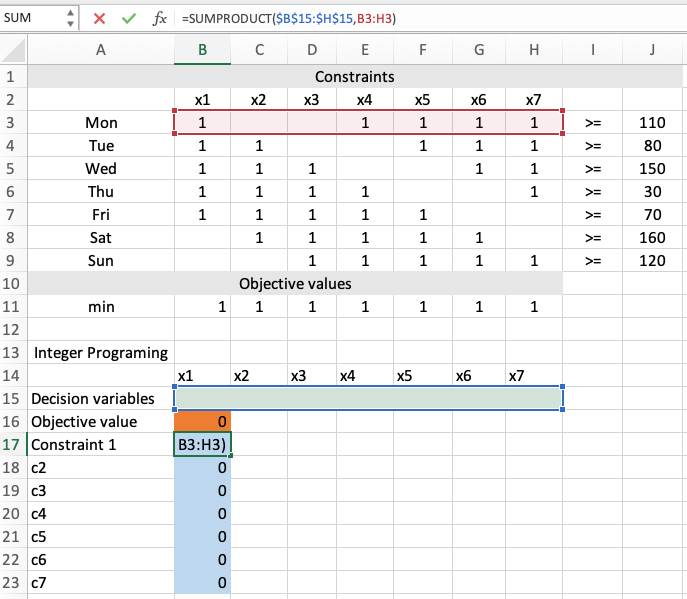 SUM fx =SUMPRODUCT($B$15:$H$15,B3:H3)
A B C D E F G H I J
1 Constraints
2 x1 x2 x3 x4 x5 x6 x7
3 Mon 1 1 1 1 1 >= 110
4 Tue 1 1 1 1 1 >= 80
5 Wed 1 1 1 1 1 >= 150
6 Thu 1 1 1 1 1 >= 30
7 Fri 1 1 1 1 1 >= 70
8 Sat 1 1 1 1 1 >= 160
9 Sun 1 1 1 1 1 >= 120
10 Objective values
11 min 1 1 1 1 1 1 1
12
13 Integer Programing
14 x1 x2 x3 x4 x5 x6 x7
15 Decision variables
16 Objective value 0
17 Constraint 1 B3:H3)
18 c2 0
19 c3 0
20 c4 0
21 c5 0
22 c6 0
23 c7 0